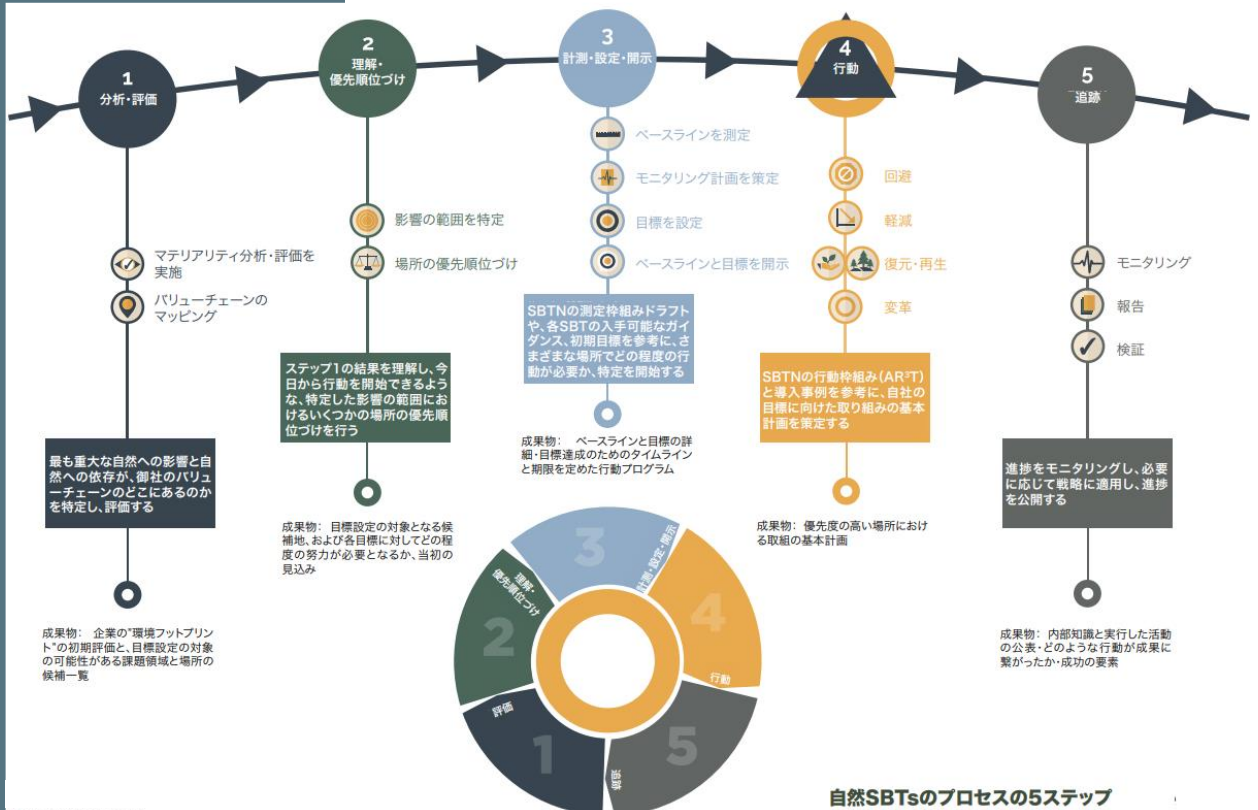 1
分析・評価
マテリアリティ分析・評価を
実施
バリューチェーンの
マッピング
最も重大な自然への影響と自
然への依存が、御社のバリュ
ーチェーンのどこにあるのか
を特定し、評価する
成果物： 企業の"環境フットプリン
ト"の初期評価と、目標設定の対象
の可能性がある課題領域と場所の
候補一覧
2
理解・
優先順位づけ
影響の範囲を特定
場所の優先順位づけ
ステップ1の結果を理解し、今
日から行動を開始できるよう
な、特定した影響の範囲にお
けるいくつかの場所の優先順
位づけを行う
成果物： 目標設定の対象となる候
補地、および各目標に対してどの程
度の努力が必要となるか、当初の
見込み
3
計測・設定・開示
ベースラインを測定
モニタリング計画を策定
目標を設定
ベースラインと目標を開示
SBTNの測定枠組みドラフト
や、各SBTの入手可能なガイ
ダンス、初期目標を参考に、さ
まざまな場所でどの程度の行
動が必要か、特定を開始する
成果物： ベースラインと目標の詳
細・目標達成のためのタイムライン
と期限を定めた行動プログラム
4
行動
回避
軽減
復元・再生
変革
SBTNの行動枠組み(AR³T)
と導入事例を参考に、自社の
目標に向けた取り組みの基本
計画を策定する
成果物： 優先度の高い場所におけ
る取組の基本計画
5
追跡
モニタリング
報告
検証
進捗をモニタリングし、必要
に応じて戦略に適用し、進捗
を公開する
成果物： 内部知識と実行した活動
の公表・どのような行動が成果に
繋がったか・成功の要素
評価
1
理解・
優先順位づけ
2
3
計測・設定・開示
4
行動
5
追跡
自然SBTsのプロセスの5ステップ